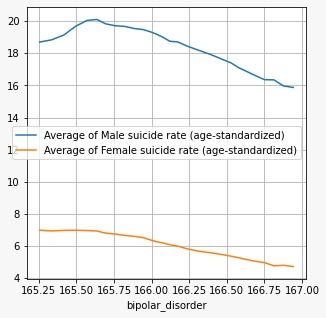 20
18
16
14
Average of Male suicide rate (age-standardized)
Average of Female suicide rate (age-standardized)
10
8
6
4
165.25 165.50 165.75 166.00 166.25 166.50 166.75 167.00
bipolar_disorder